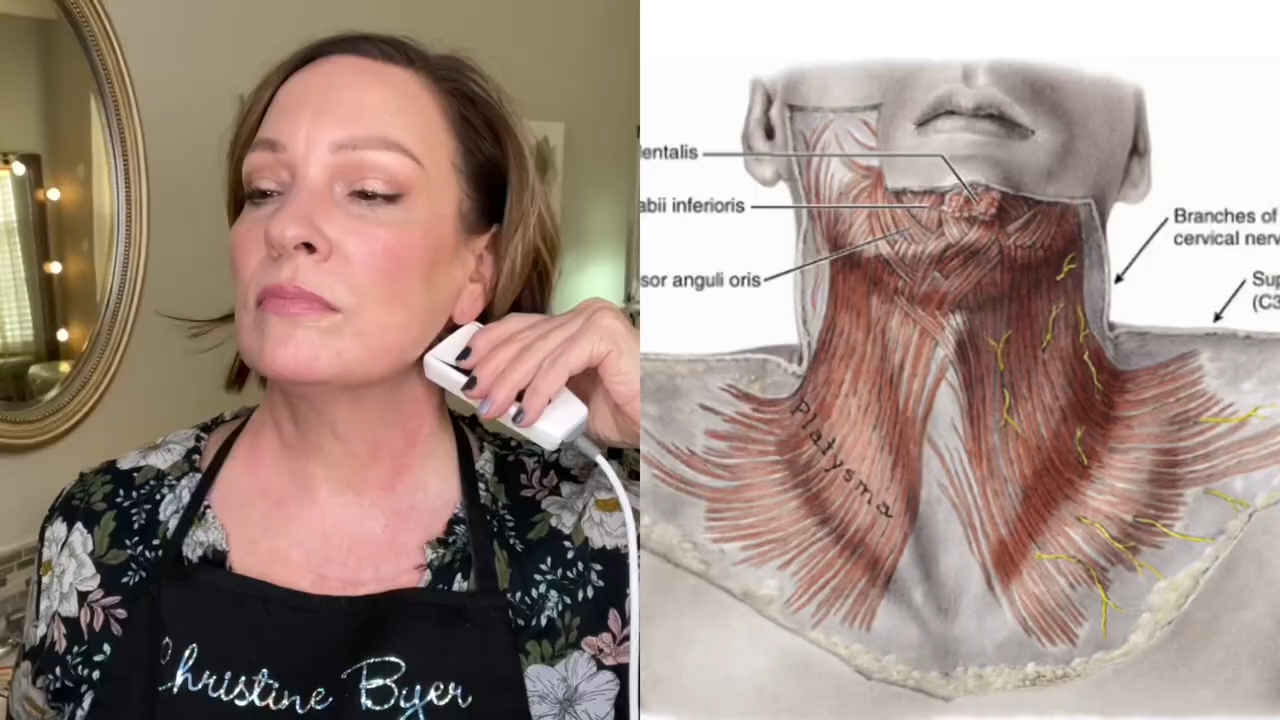 Christine Byer
entalis
abii inferioris
sor anguli oris
Branches of
cervical nerv
Sup
(C3
Platysma